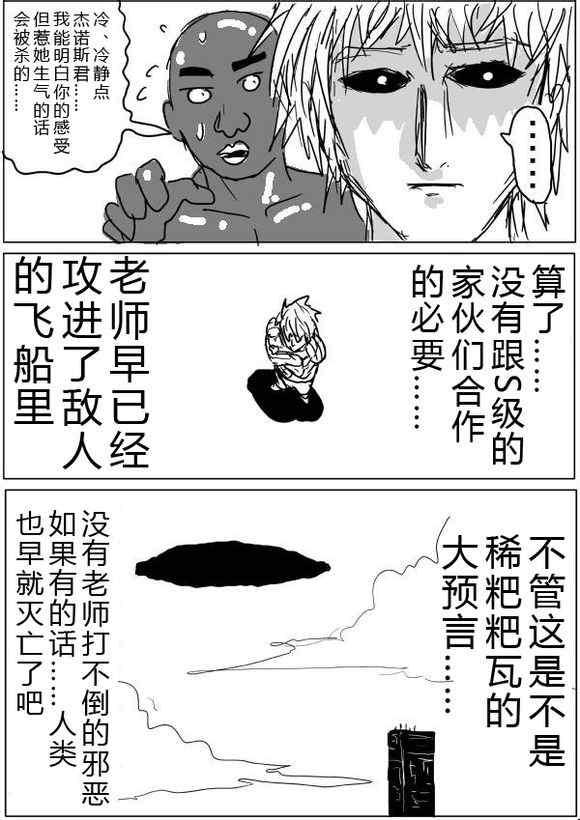 ……
冷、冷静点
杰诺斯君……
我能明白你的感受
但惹她生气的话
会被杀的……
算了……
没有跟S级的
家伙们合作
的必要……
老师早已经
攻进了敌人
的飞船里
不管这是不是
稀粑粑瓦的
大预言……
没有老师打不倒的邪恶
如果有的话……人类
也早就灭亡了吧